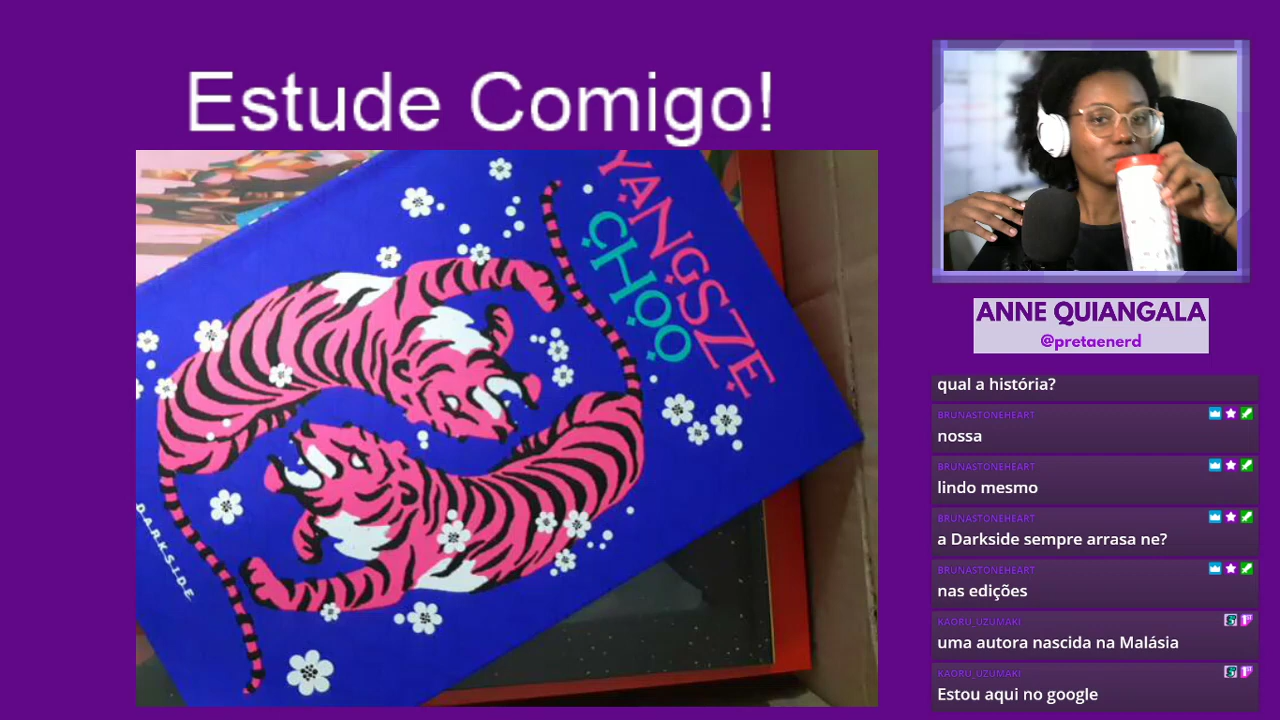 Estude Comigo!
YANGSZE
CHOO
DARKSIDE
ANNE QUIANGALA
@pretaenerd
qual a história?
BRUNASTONEHEART
nossa
BRUNASTONEHEART
lindo mesmo
BRUNASTONEHEART
a Darkside sempre arrasa ne?
BRUNASTONEHEART
nas edições
KAORU_UZUMAKI
uma autora nascida na Malásia
KAORU_UZUMAKI
Estou aqui no google